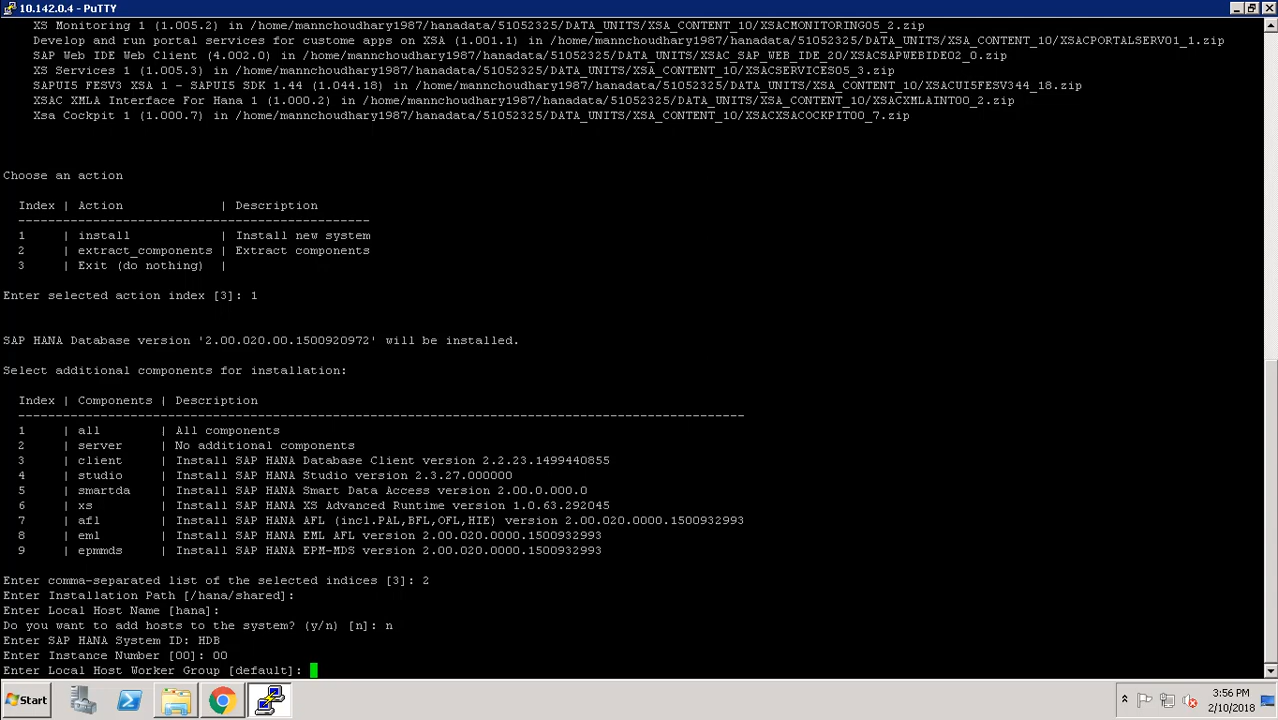 10.142.0.4 - PuTTY
XS Monitoring 1 (1.005.2) in /home/mannchoudhary1987/hanadata/51052325/DATA_UNITS/XSA_CONTENT_10/XSACMONITORING05_2.zip
Develop and run portal services for custome apps on XSA (1.001.1) in /home/mannchoudhary1987/hanadata/51052325/DATA_UNITS/XSA_CONTENT_10/XSACPORTALSERV01_1.zip
SAP Web IDE Web Client (4.002.0) in /home/mannchoudhary1987/hanadata/51052325/DATA_UNITS/XSAC_SAP_WEB_IDE_20/XSACSAPWEBIDE02_0.zip
XS Services 1 (1.005.3) in /home/mannchoudhary1987/hanadata/51052325/DATA_UNITS/XSA_CONTENT_10/XSACSERVICES05_3.zip
SAPUI5 FESV3 XSA 1 - SAPUI5 SDK 1.44 (1.044.18) in /home/mannchoudhary1987/hanadata/51052325/DATA_UNITS/XSA_CONTENT_10/XSACUI5FESV344_18.zip
XSAC XMLA Interface For Hana 1 (1.000.2) in /home/mannchoudhary1987/hanadata/51052325/DATA_UNITS/XSA_CONTENT_10/XSACXMLAINT00_2.zip
Xsa Cockpit 1 (1.000.7) in /home/mannchoudhary1987/hanadata/51052325/DATA_UNITS/XSA_CONTENT_10/XSACXSACOCKPIT00_7.zip
Choose an action
Index | Action | Description
-----------------------------------------------
1 | install | Install new system
2 | extract_components | Extract components
3 | Exit (do nothing) |
Enter selected action index [3]: 1
SAP HANA Database version '2.00.020.00.1500920972' will be installed.
Select additional components for installation:
Index | Components | Description
-------------------------------------------------------------------------------------------------
1 | all | All components
2 | server | No additional components
3 | client | Install SAP HANA Database Client version 2.2.23.1499440855
4 | studio | Install SAP HANA Studio version 2.3.27.000000
5 | smartda | Install SAP HANA Smart Data Access version 2.00.0.000.0
6 | xs | Install SAP HANA XS Advanced Runtime version 1.0.63.292045
7 | afl | Install SAP HANA AFL (incl.PAL,BFL,OFL,HIE) version 2.00.020.0000.1500932993
8 | eml | Install SAP HANA EML AFL version 2.00.020.0000.1500932993
9 | epmmds | Install SAP HANA EPM-MDS version 2.00.020.0000.1500932993
Enter comma-separated list of the selected indices [3]: 2
Enter Installation Path [/hana/shared]:
Enter Local Host Name [hana]:
Do you want to add hosts to the system? (y/n) [n]: n
Enter SAP HANA System ID: HDB
Enter Instance Number [00]: 00
Enter Local Host Worker Group [default]:
Start
3:56 PM
2/10/2018